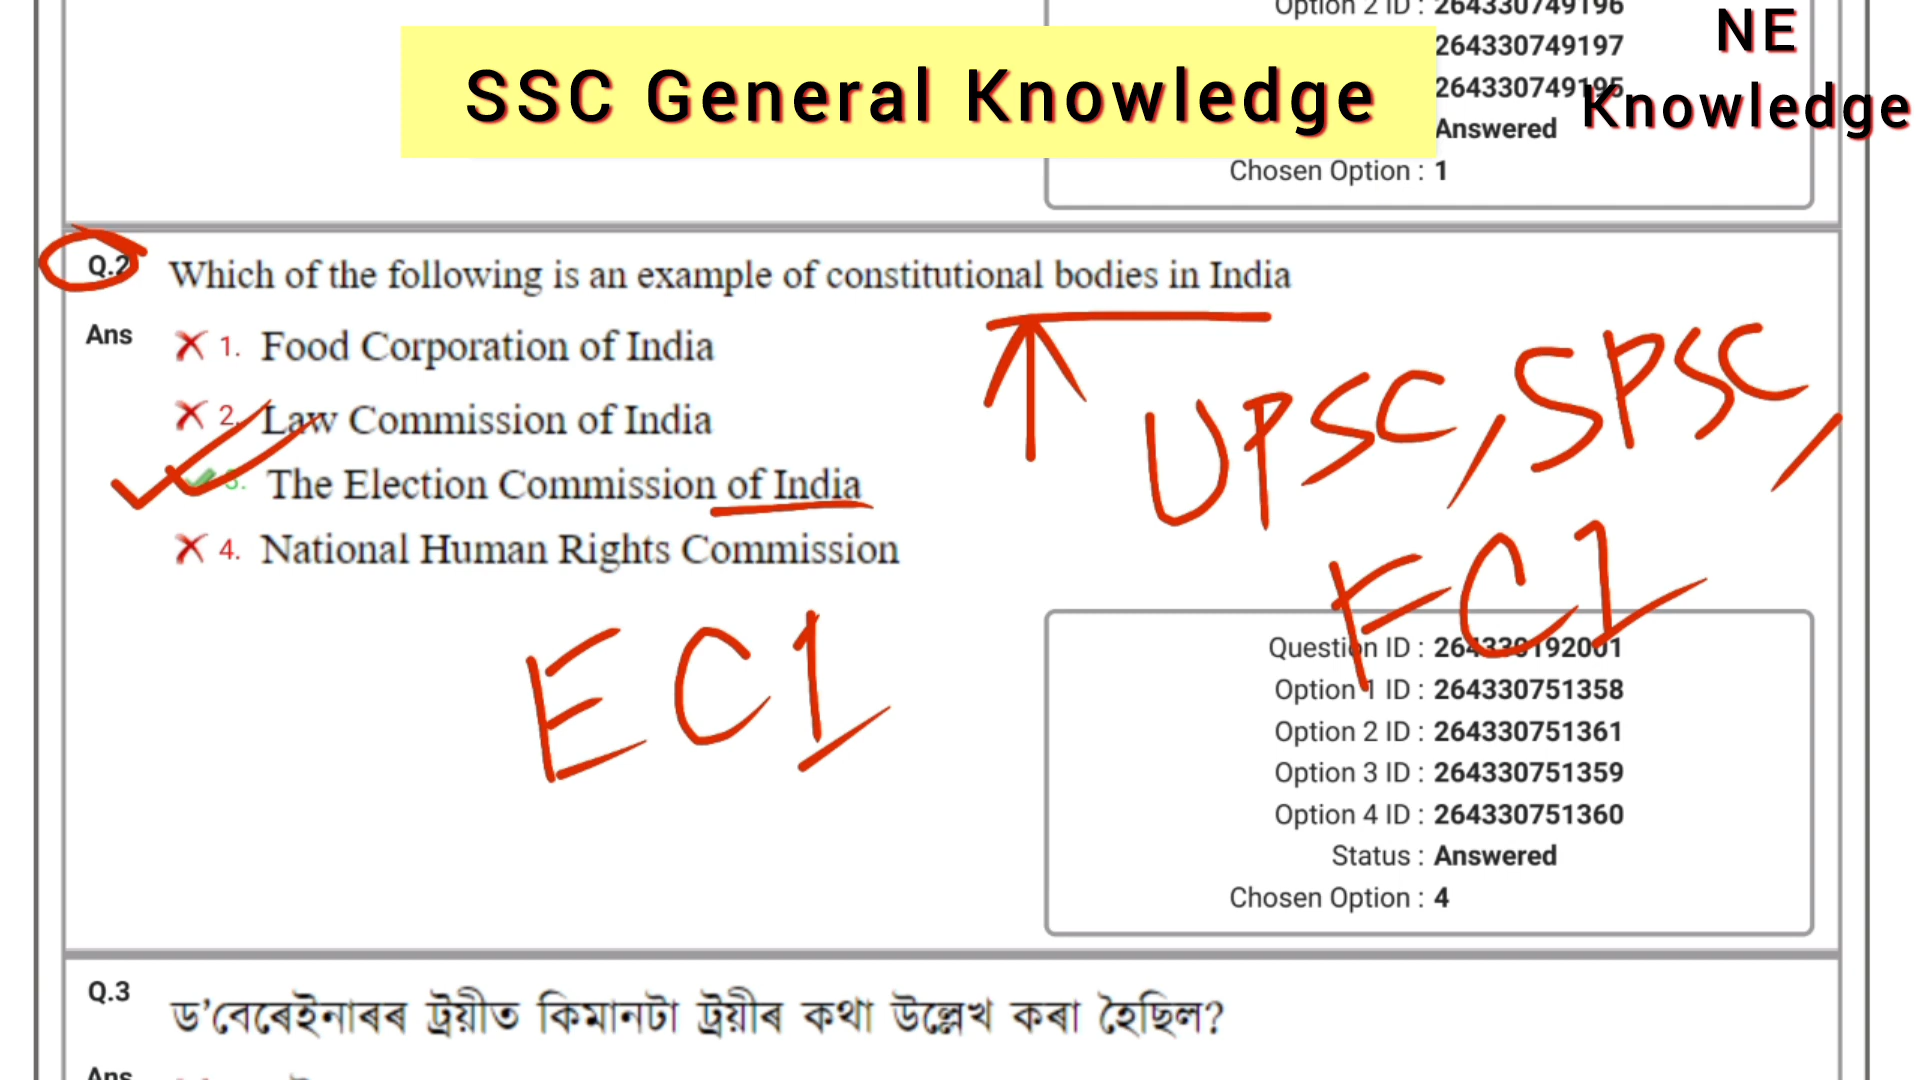 Option 2 ID : 264330749196
264330749197
264330749195
Answered
Chosen Option : 1
SSC General Knowledge
NE
Knowledge
Q.2 Which of the following is an example of constitutional bodies in India
Ans 1. Food Corporation of India
2. Law Commission of India
3. The Election Commission of India
4. National Human Rights Commission
UPSC, SPSC,
FCI
ECI
Question ID : 264330192001
Option 1 ID : 264330751358
Option 2 ID : 264330751361
Option 3 ID : 264330751359
Option 4 ID : 264330751360
Status : Answered
Chosen Option : 4
Q.3 ড'বেৰেইনাৰৰ ট্ৰয়ীত কিমানটা ট্ৰয়ীৰ কথা উল্লেখ কৰা হৈছিল?
Ans